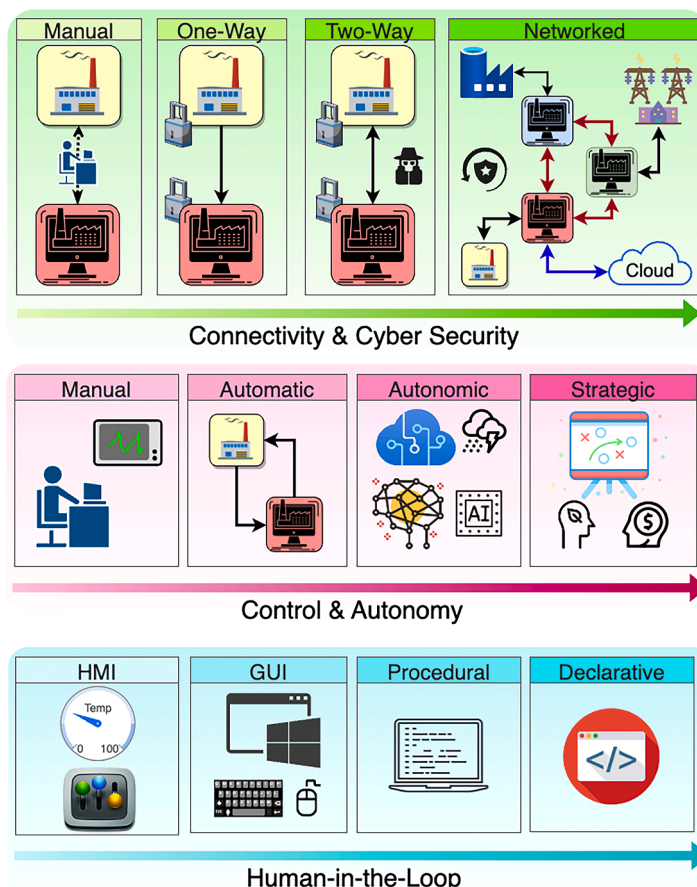 Manual
One-Way
Two-Way
Networked
Cloud
Connectivity & Cyber Security
Manual
Automatic
Autonomic
Strategic
AI
$
Control & Autonomy
HMI
GUI
Procedural
Declarative
Temp
0 100
</>
Human-in-the-Loop